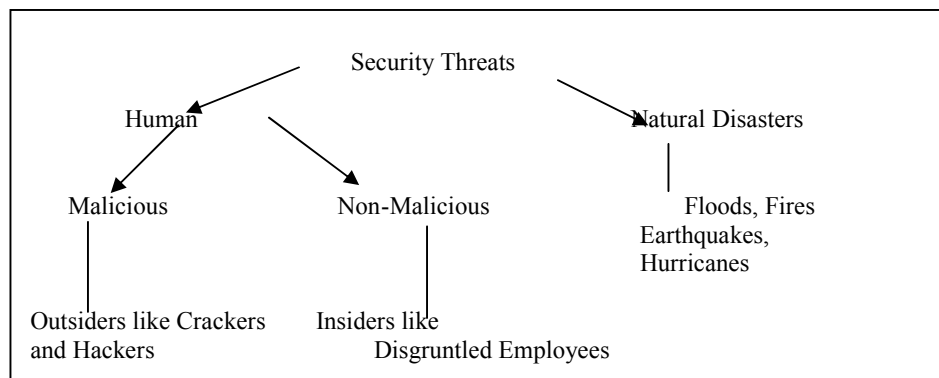 Security Threats
Human
Natural Disasters
Malicious
Non-Malicious
Floods, Fires
Earthquakes,
Hurricanes
Outsiders like Crackers
and Hackers
Insiders like
Disgruntled Employees